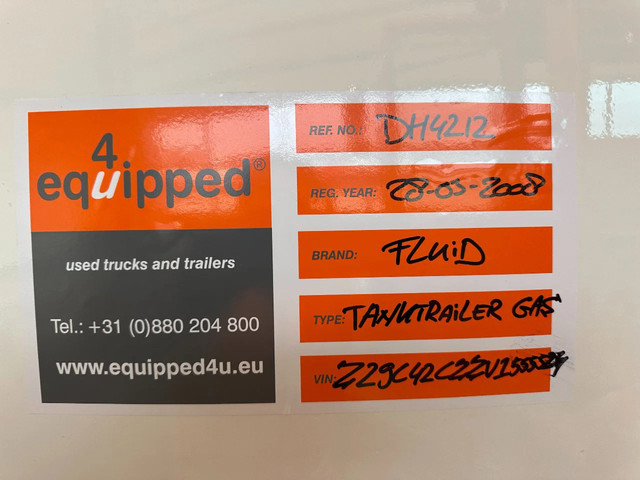 4
equipped®
used trucks and trailers
Tel.: +31 (0)880 204 800
www.equipped4u.eu
REF. NO.: DH4212
REG. YEAR: 28-05-2008
BRAND: FLUiD
TYPE: TANKTRAiLER GAS
VIN: